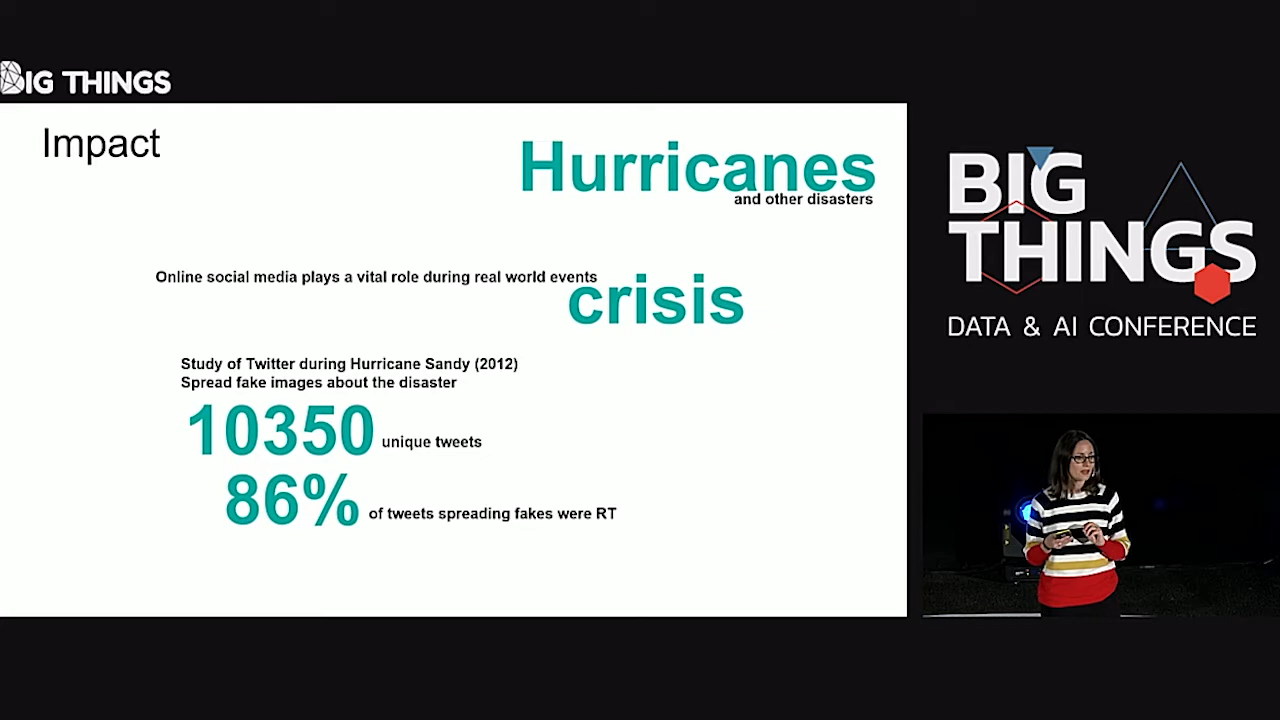 BIG THINGS
Impact
Hurricanes
and other disasters
Online social media plays a vital role during real world events
crisis
Study of Twitter during Hurricane Sandy (2012)
Spread fake images about the disaster
10350 unique tweets
86% of tweets spreading fakes were RT
BIG
THINGS
DATA & AI CONFERENCE